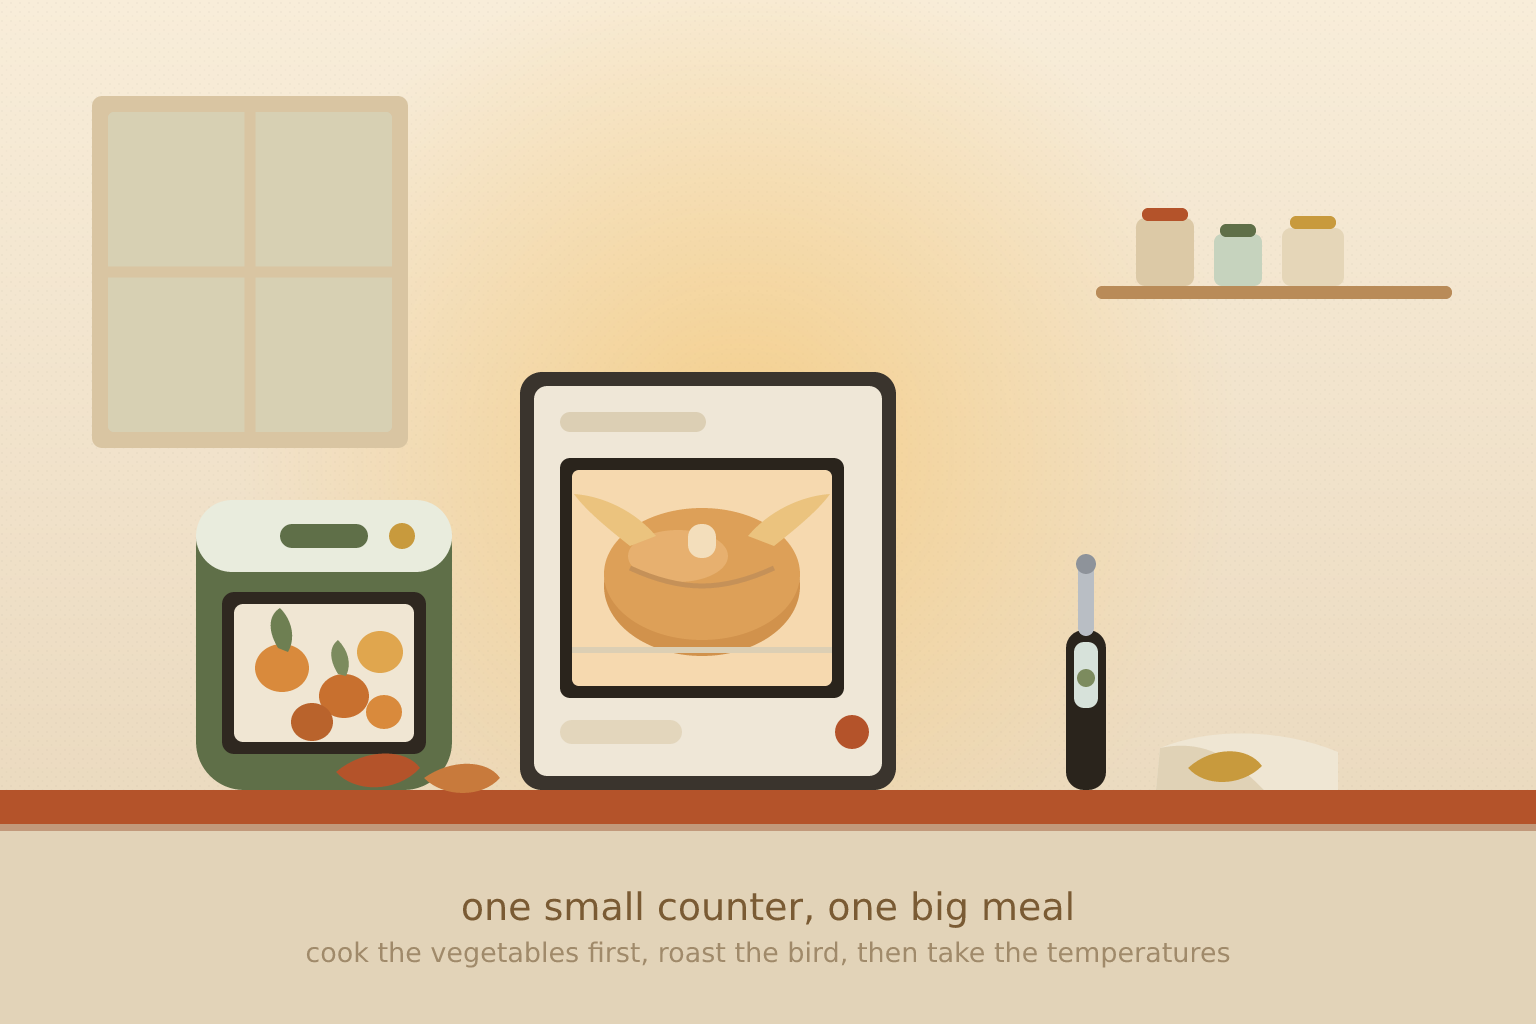 one small counter, one big meal
cook the vegetables first, roast the bird, then take the temperatures